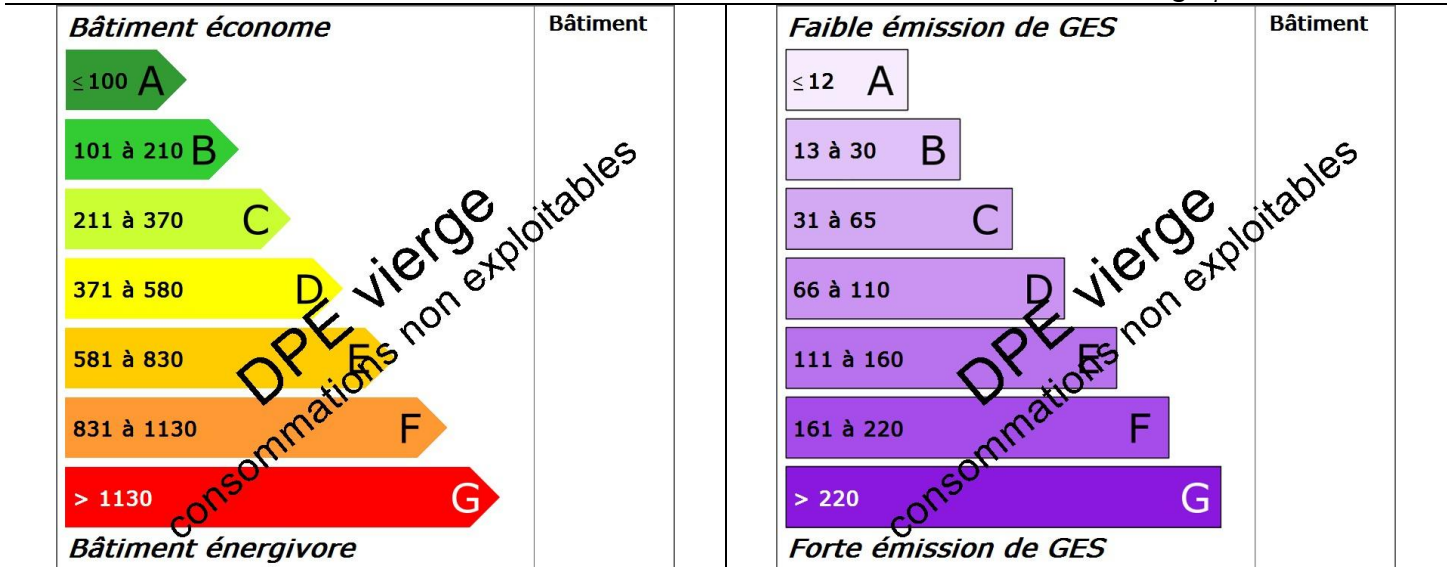 Bâtiment économe
Bâtiment
≤ 100 A
101 à 210 B
211 à 370 C
371 à 580 D
581 à 830 E
831 à 1130 F
> 1130 G
Bâtiment énergivore
DPE vierge
consommations non exploitables
Faible émission de GES
Bâtiment
≤ 12 A
13 à 30 B
31 à 65 C
66 à 110 D
111 à 160 E
161 à 220 F
> 220 G
Forte émission de GES
DPE vierge
consommations non exploitables